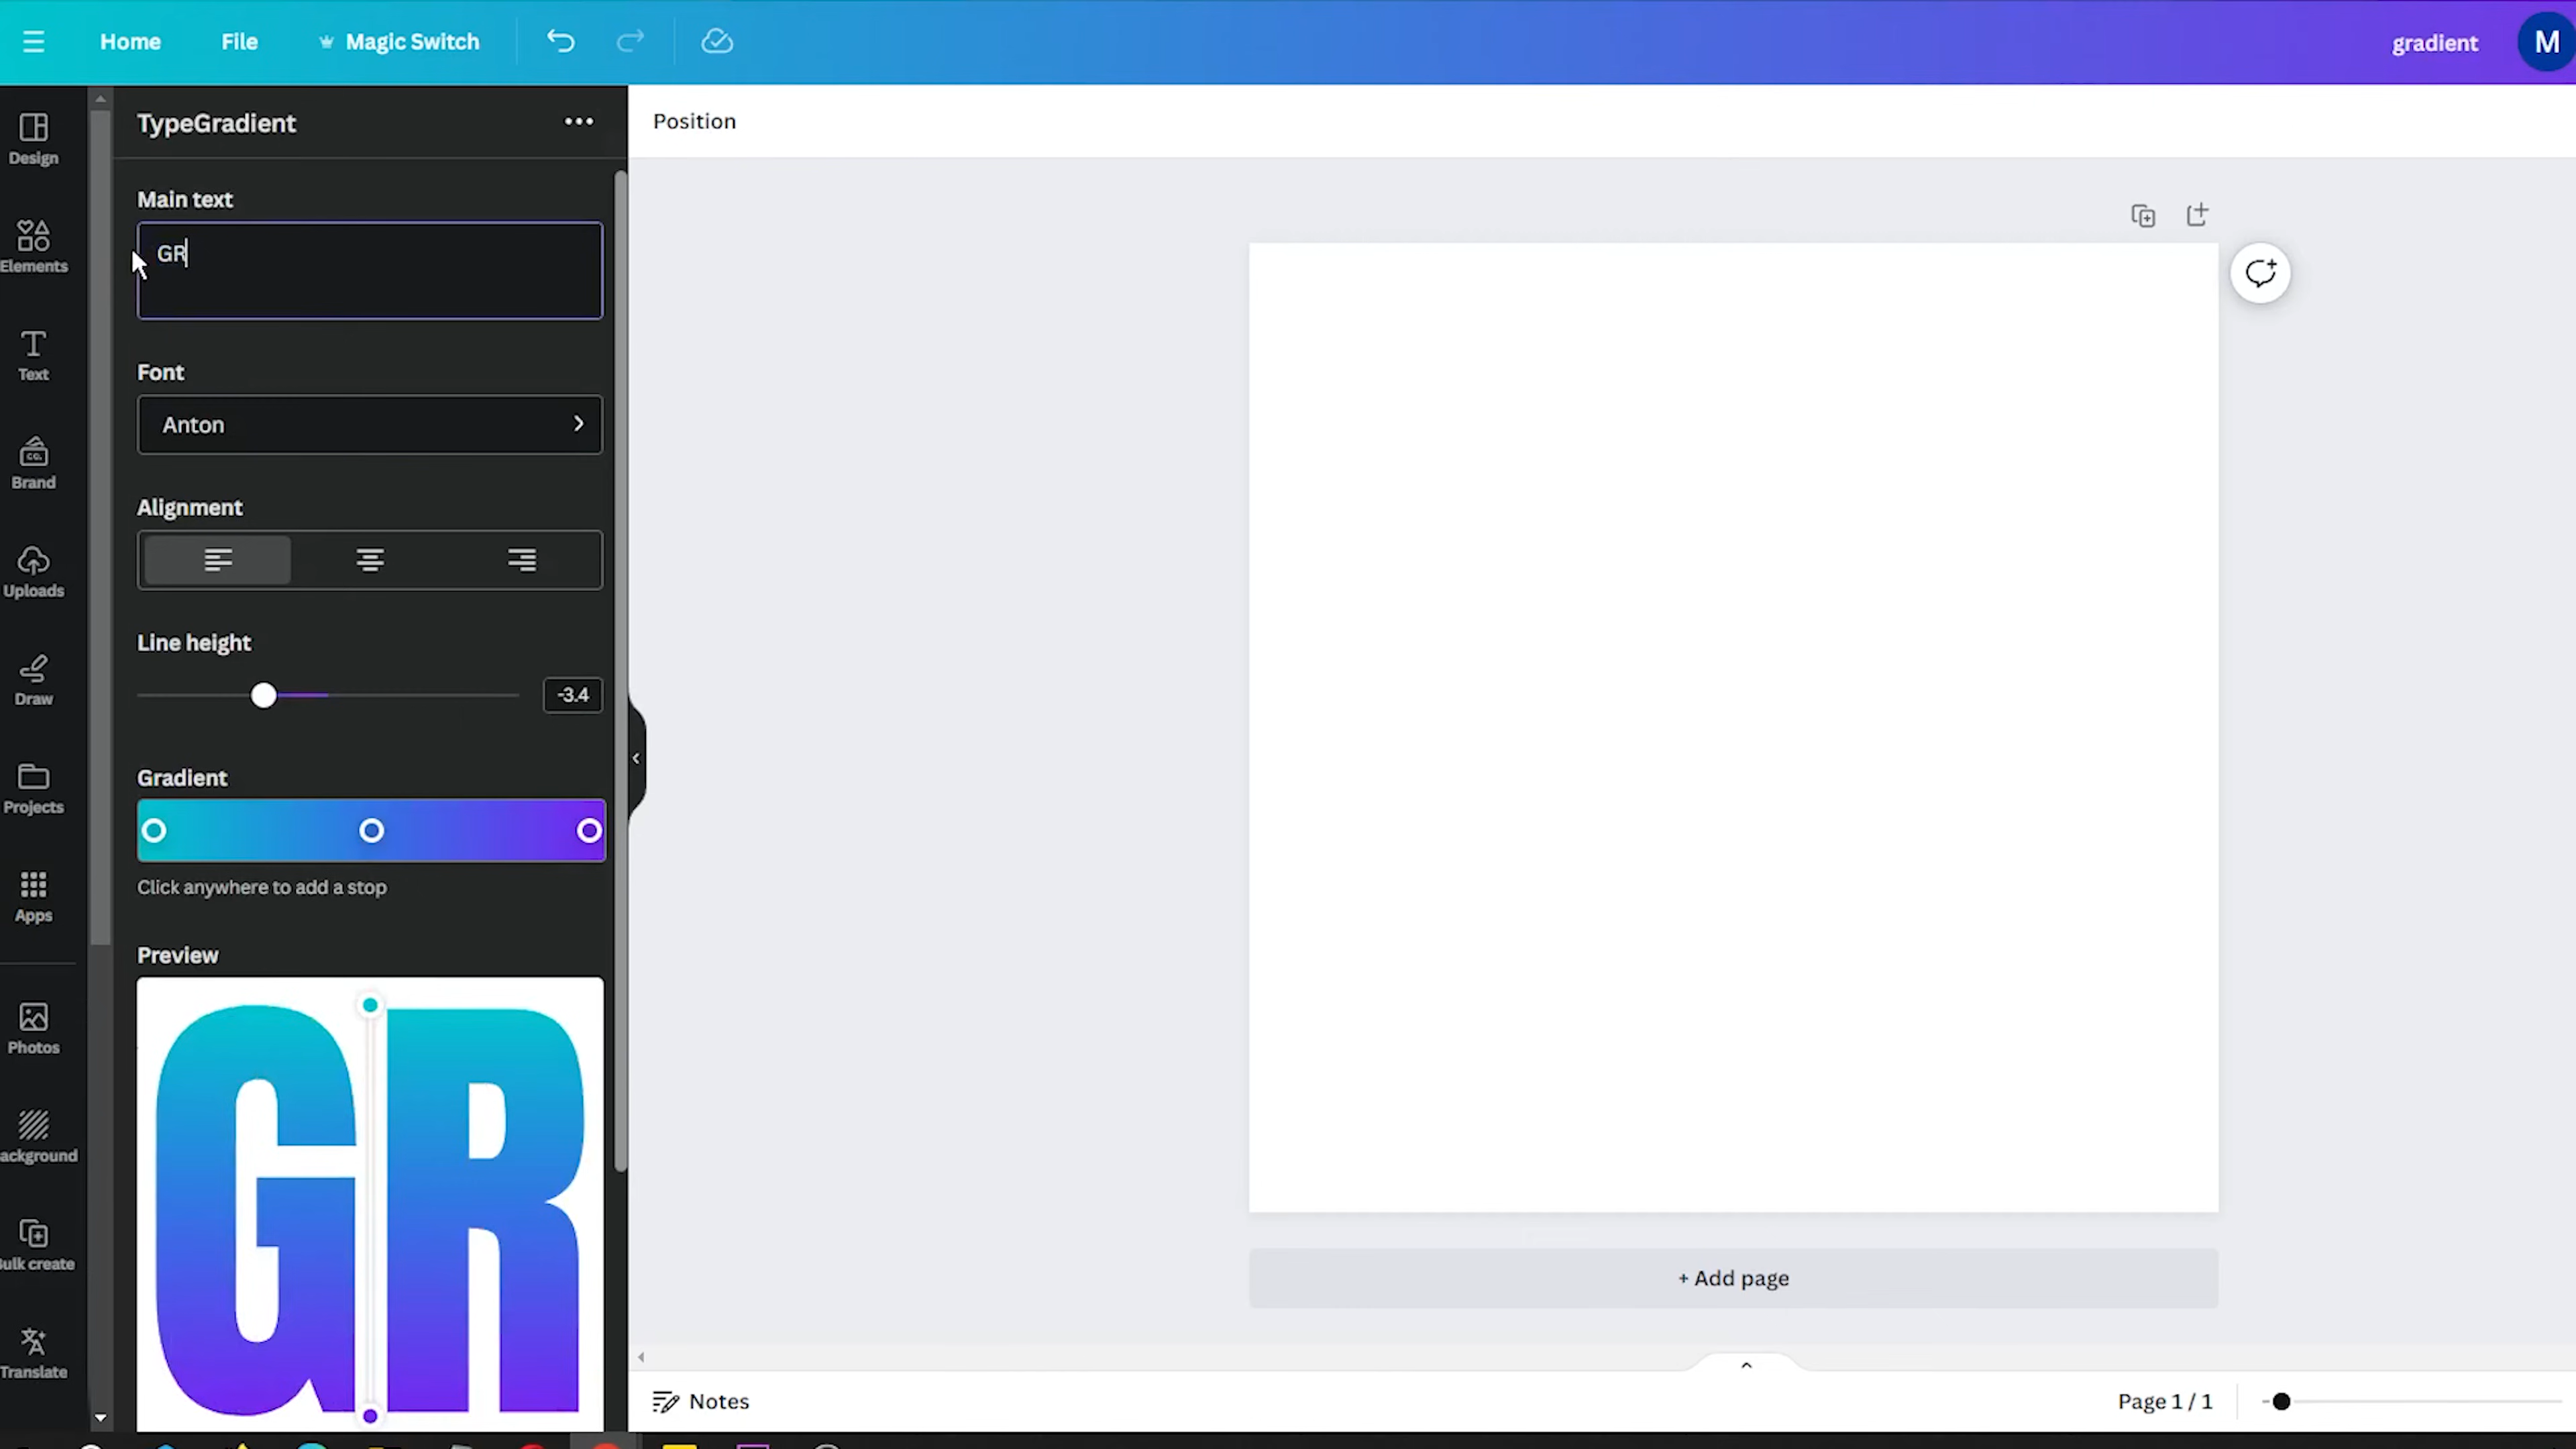 Home File Magic Switch gradient M
Design
Elements
Text
Brand
CO.
Uploads
Draw
Projects
Apps
Photos
ackground
ulk create
Translate
TypeGradient
Main text
GR
Font
Anton
Alignment
Line height
-3.4
Gradient
Click anywhere to add a stop
Preview
GR
Position
+ Add page
Notes
Page 1 / 1